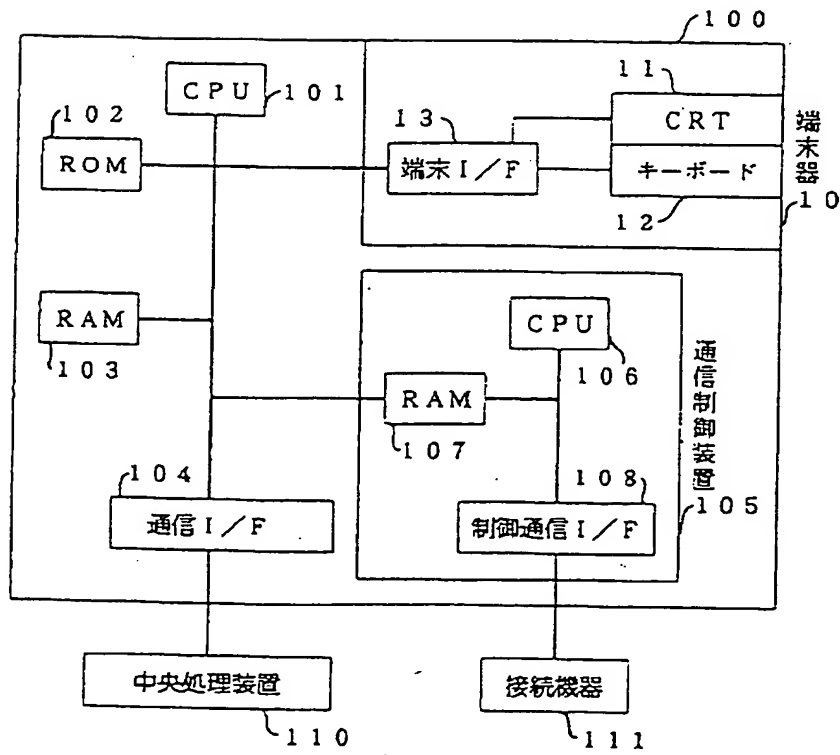 100
CPU
101
11
102
13
CRT
端末器
ROM
端末I/F
キーボード
10
12
RAM
CPU
103
106
通信制御装置
RAM
107
104
108
105
通信I/F
制御通信I/F
中央処理装置
接続機器
110
111